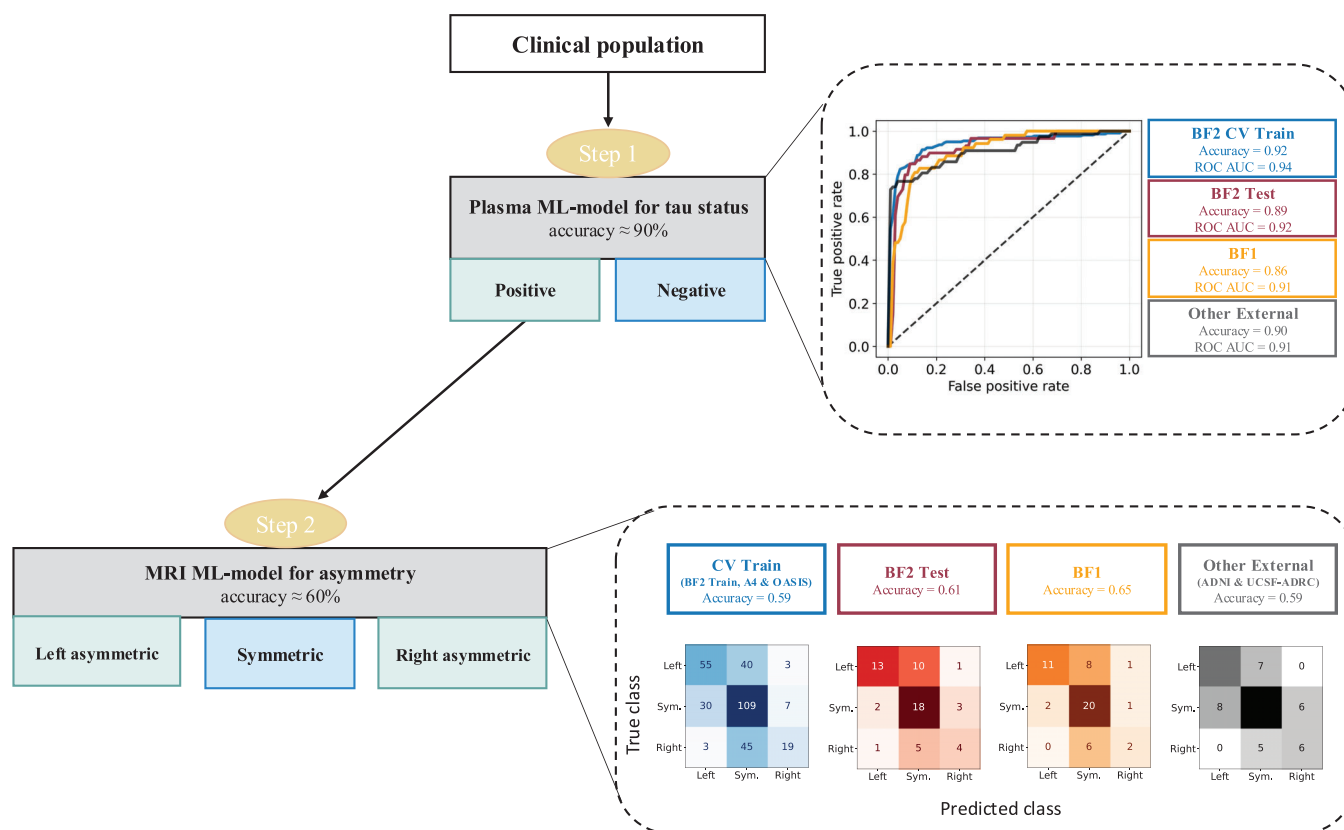 Clinical population
Step 1
Plasma ML-model for tau status
accuracy ≈ 90%
Positive
Negative
1.0
0.8
0.6
0.4
0.2
0.0
True positive rate
0.0 0.2 0.4 0.6 0.8 1.0
False positive rate
BF2 CV Train
Accuracy = 0.92
ROC AUC = 0.94
BF2 Test
Accuracy = 0.89
ROC AUC = 0.92
BF1
Accuracy = 0.86
ROC AUC = 0.91
Other External
Accuracy = 0.90
ROC AUC = 0.91
Step 2
MRI ML-model for asymmetry
accuracy ≈ 60%
Left asymmetric
Symmetric
Right asymmetric
CV Train
(BF2 Train, A4 & OASIS)
Accuracy = 0.59
BF2 Test
Accuracy = 0.61
BF1
Accuracy = 0.65
Other External
(ADNI & UCSF-ADRC)
Accuracy = 0.59
True class
Left 55 40 3
Sym. 30 109 7
Right 3 45 19
Left Sym. Right
Left 13 10 1
Sym. 2 18 3
Right 1 5 4
Left Sym. Right
Left 11 8 1
Sym. 2 20 1
Right 0 6 2
Left Sym. Right
Left 7 0
Sym. 8 6
Right 0 5 6
Left Sym. Right
Predicted class